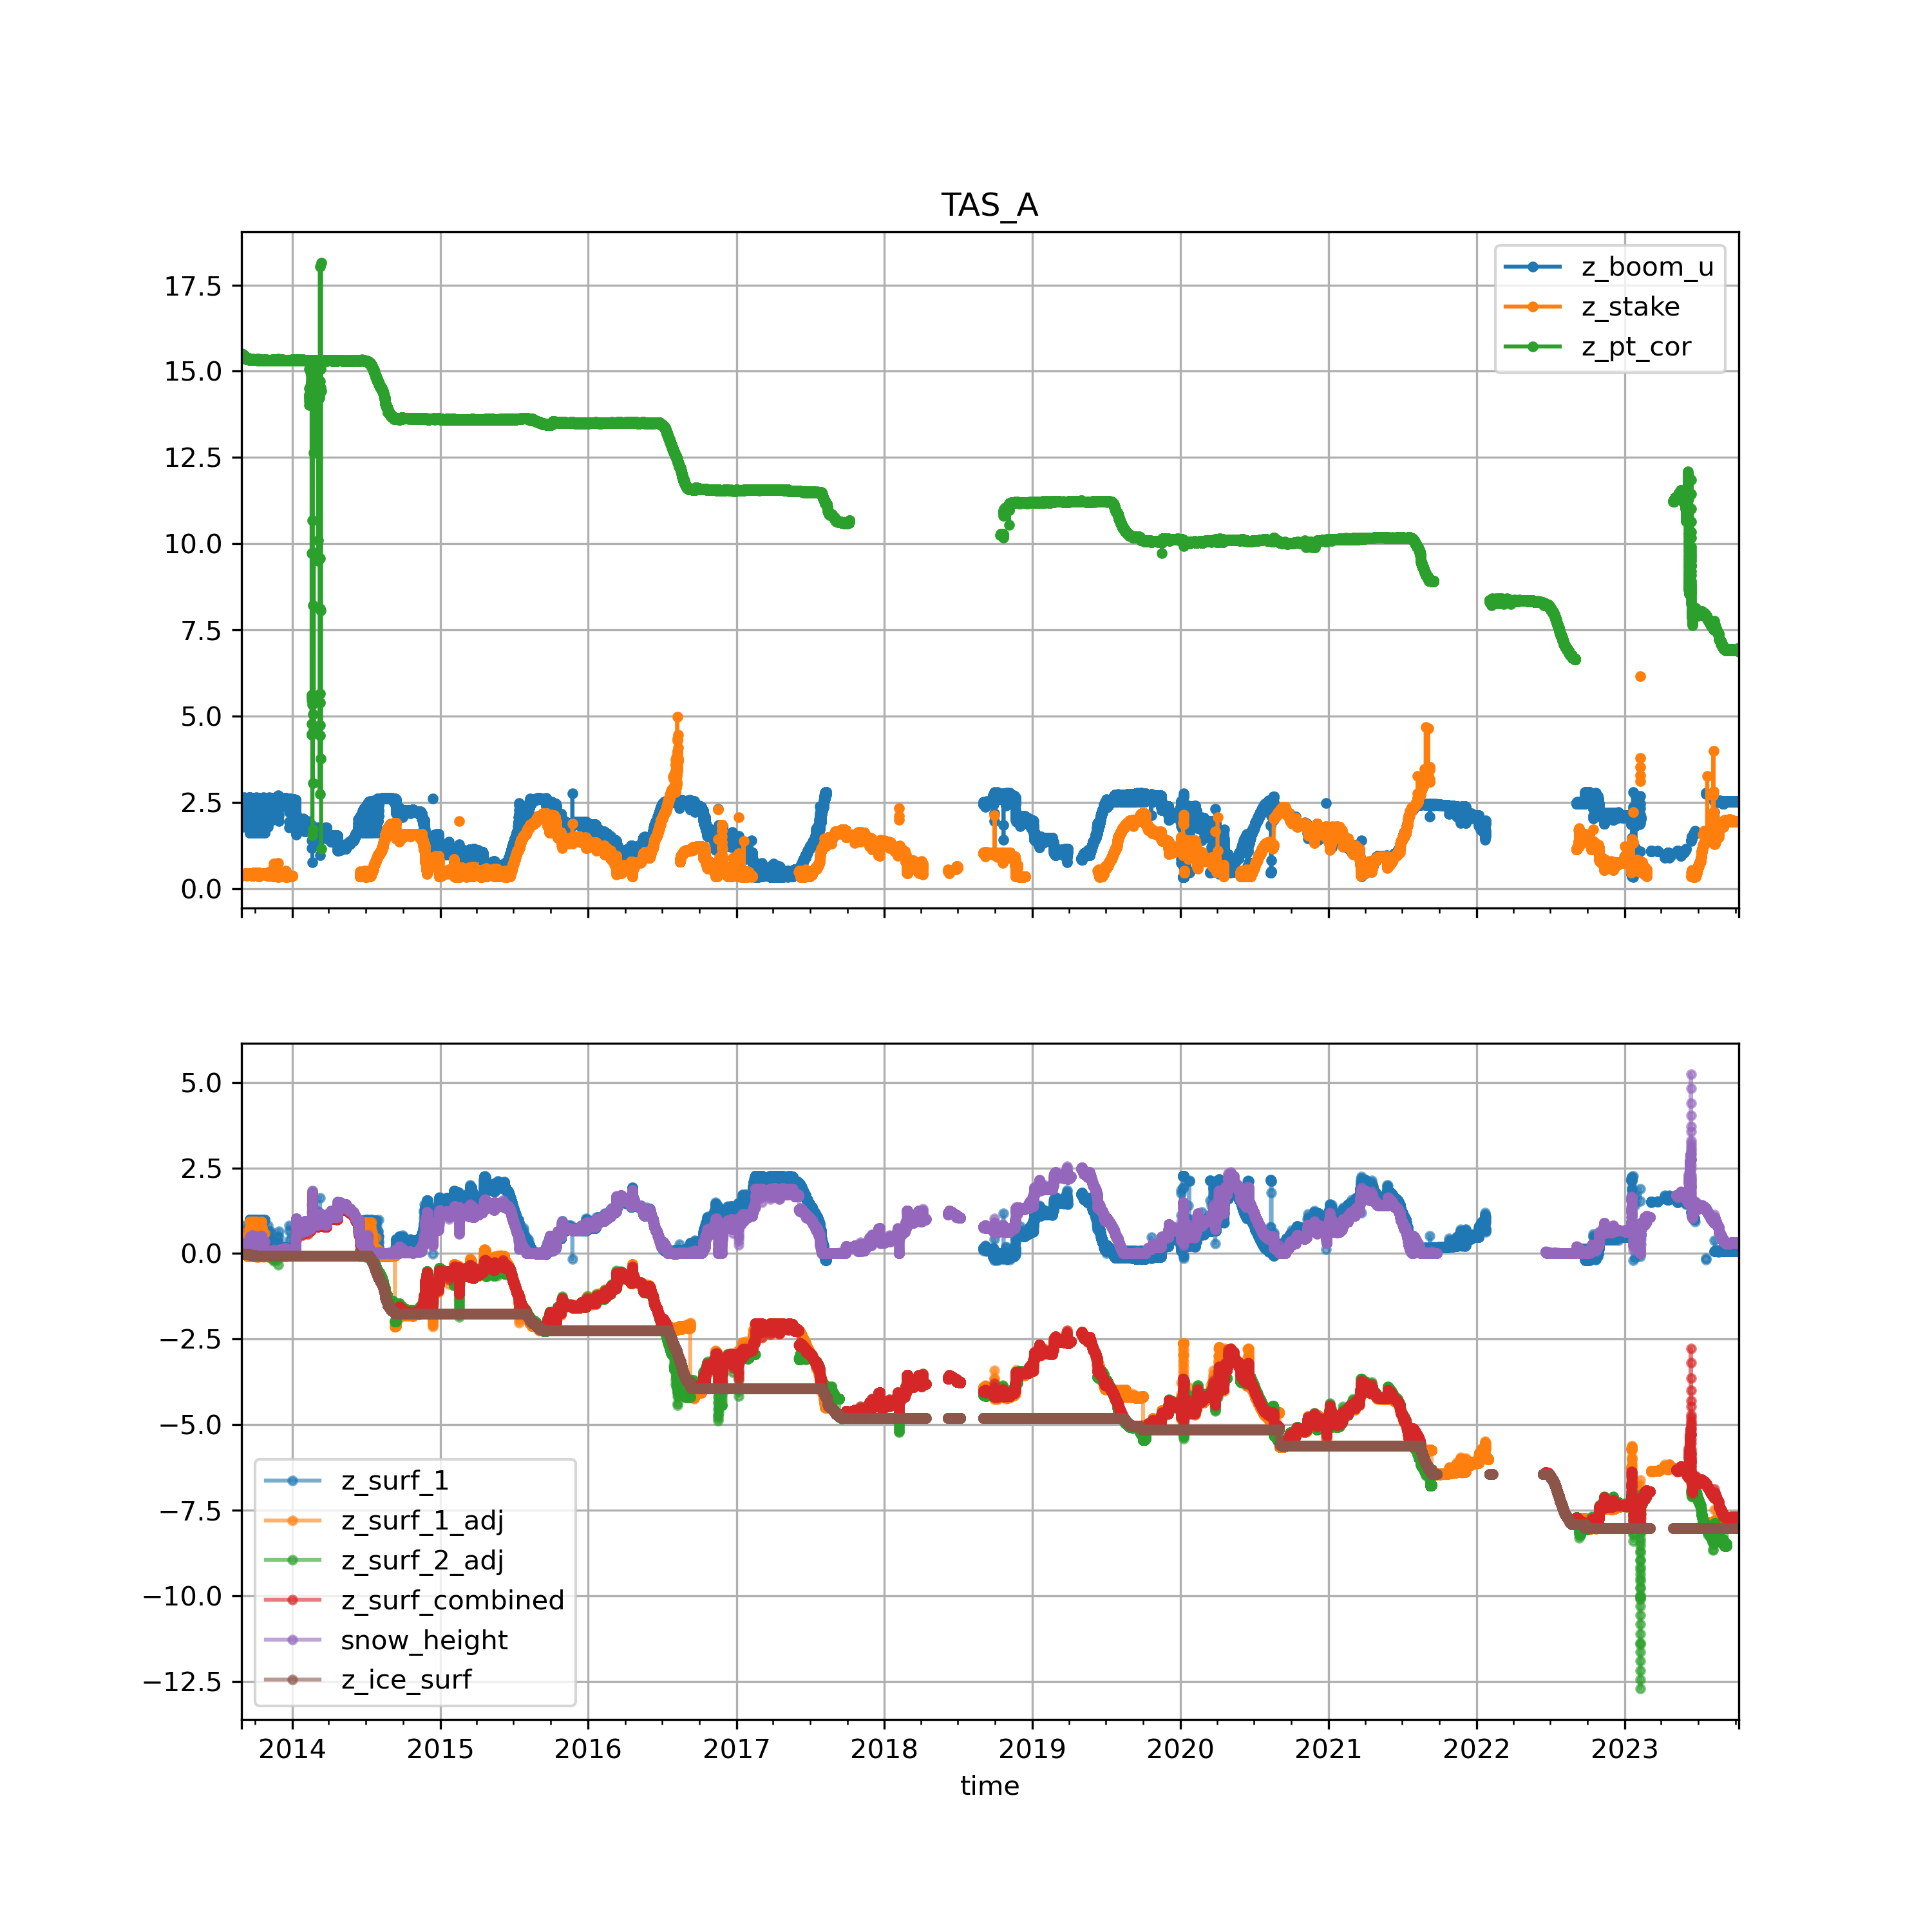 TAS_A
17.5
15.0
12.5
10.0
7.5
5.0
2.5
0.0
z_boom_u
z_stake
z_pt_cor
5.0
2.5
0.0
−2.5
−5.0
−7.5
−10.0
−12.5
z_surf_1
z_surf_1_adj
z_surf_2_adj
z_surf_combined
snow_height
z_ice_surf
2014 2015 2016 2017 2018 2019 2020 2021 2022 2023
time